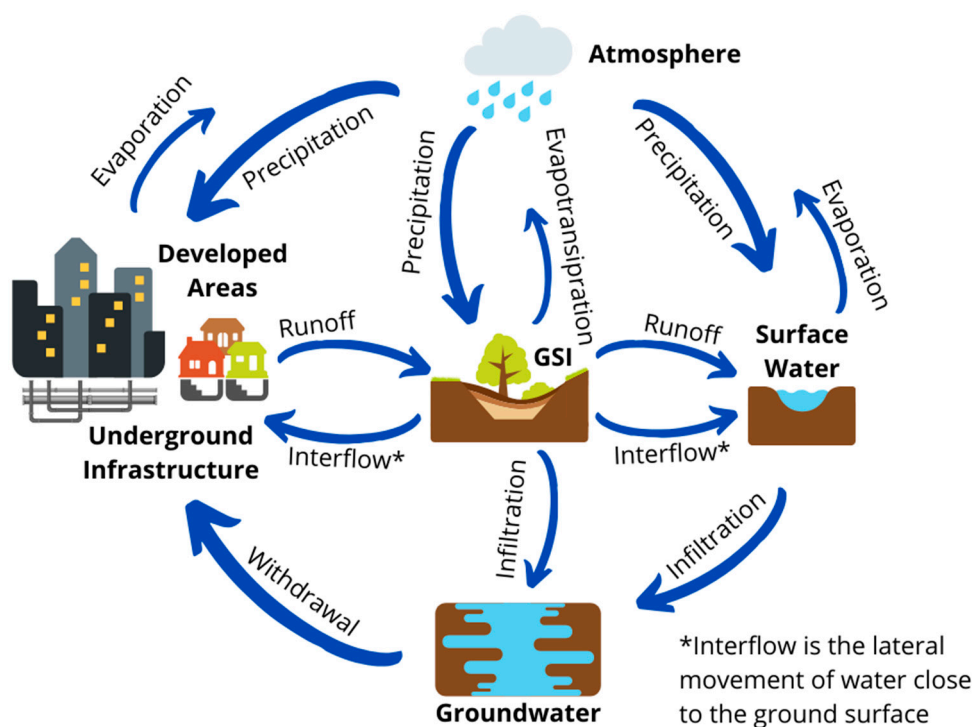 Atmosphere
Evaporation
Precipitation
Precipitation
Evapotransipration
Precipitation
Evaporation
Developed
Areas
Runoff
GSI
Runoff
Surface
Water
Underground
Infrastructure
Interflow*
Interflow*
Withdrawal
Infiltration
Infiltration
Groundwater
*Interflow is the lateral
movement of water close
to the ground surface